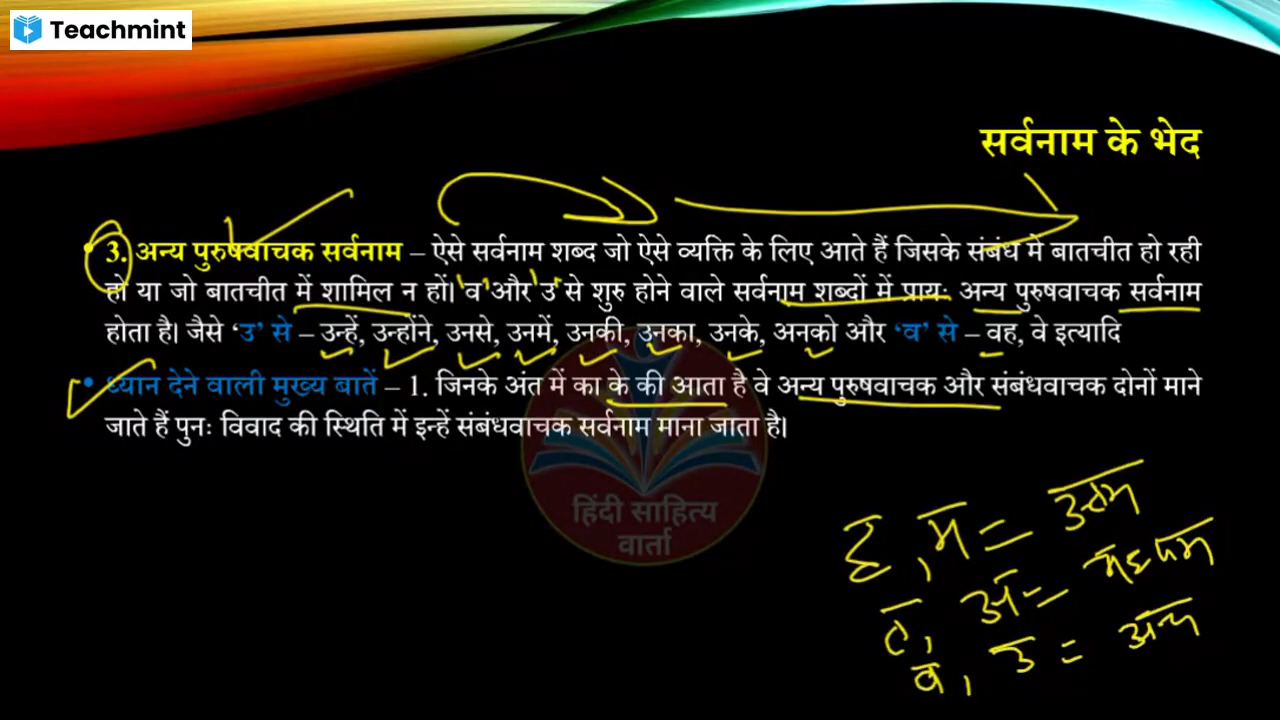 Teachmint
सर्वनाम के भेद
• 3. अन्य पुरुषवाचक सर्वनाम – ऐसे सर्वनाम शब्द जो ऐसे व्यक्ति के लिए आते हैं जिसके संबंध में बातचीत हो रही
हो या जो बातचीत में शामिल न हों। 'व' और 'उ' से शुरु होने वाले सर्वनाम शब्दों में प्रायः अन्य पुरुषवाचक सर्वनाम
होता है। जैसे 'उ' से – उन्हें, उन्होंने, उनसे, उनमें, उनकी, उनका, उनके, अनको और 'व' से – वह, वे इत्यादि
• ध्यान देने वाली मुख्य बातें – 1. जिनके अंत में का के की आता है वे अन्य पुरुषवाचक और संबंधवाचक दोनों माने
जाते हैं पुनः विवाद की स्थिति में इन्हें संबंधवाचक सर्वनाम माना जाता है।
हिंदी साहित्य
वार्ता
ह, म = उत्तम
त, अ = मध्यम
व, उ = अन्य